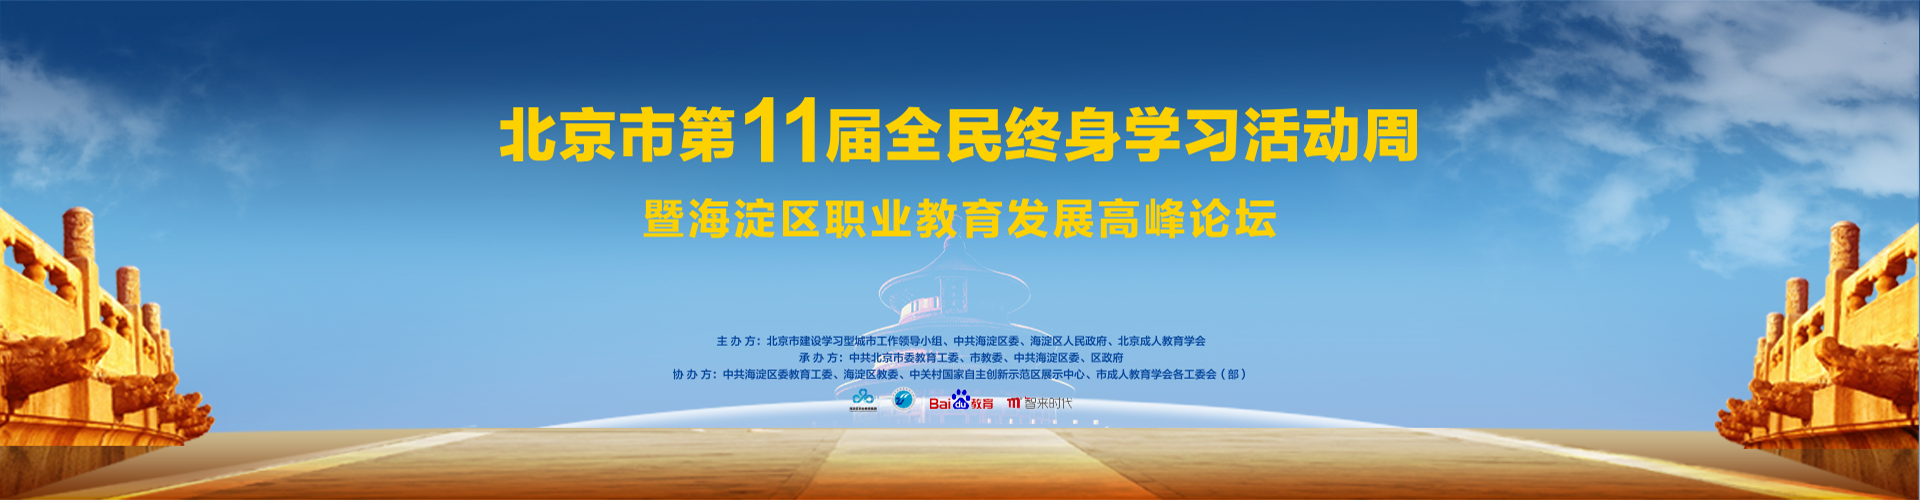 北京市第11届全民终身学习活动周
暨海淀区职业教育发展高峰论坛
主 办 方：北京市建设学习型城市工作领导小组、中共海淀区委、海淀区人民政府、北京成人教育学会
承 办 方：中共北京市委教育工委、市教委、中共海淀区委、区政府
协 办 方：中共海淀区委教育工委、海淀区教委、中关村国家自主创新示范区展示中心、市成人教育学会各工委会（部）
Baidu教育 智来时代